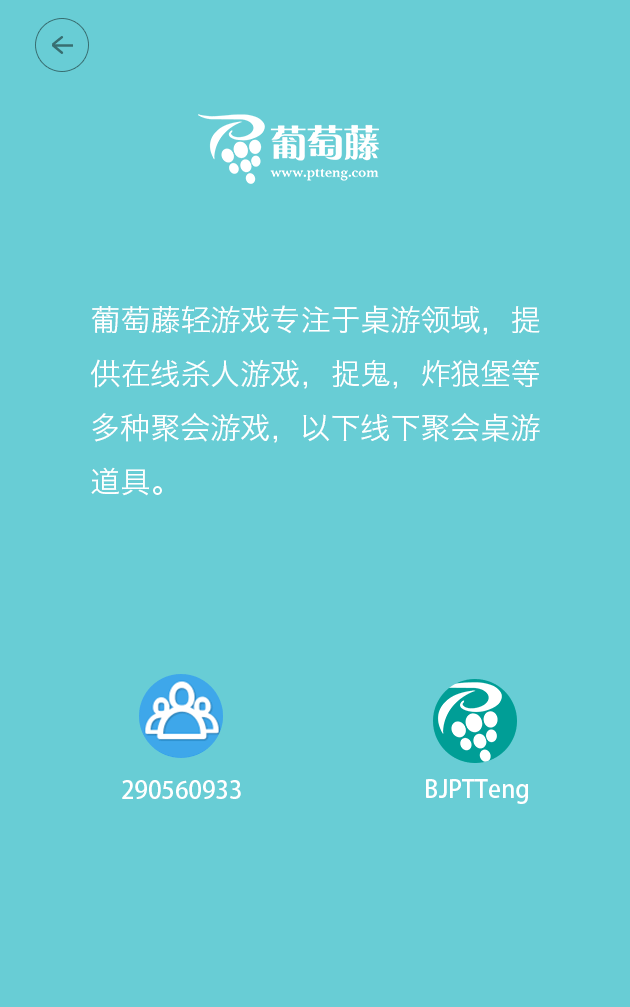 葡萄藤
www.ptteng.com
葡萄藤轻游戏专注于桌游领域，提
供在线杀人游戏，捉鬼，炸狼堡等
多种聚会游戏，以下线下聚会桌游
道具。
290560933
BJPTTeng